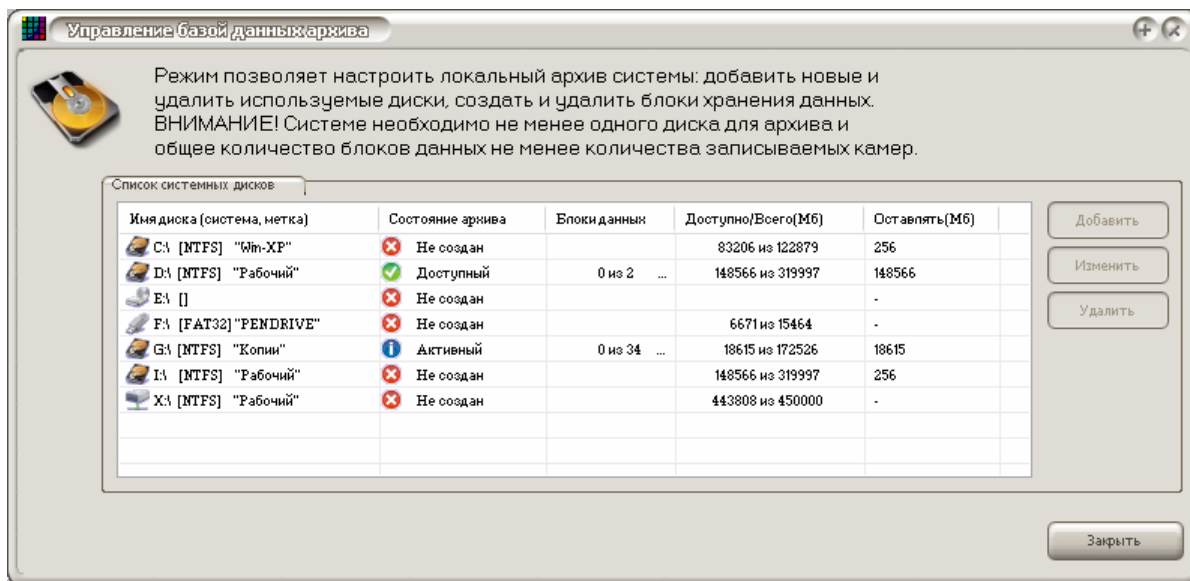 Управление базой данных архива
Режим позволяет настроить локальный архив системы: добавить новые и
удалить используемые диски, создать и удалить блоки хранения данных.
ВНИМАНИЕ! Системе необходимо не менее одного диска для архива и
общее количество блоков данных не менее количества записываемых камер.
Список системных дисков
Имя диска (система, метка) Состояние архива Блоки данных Доступно/Всего(Мб) Оставлять(Мб)
C:\ [NTFS] "Win-XP" Не создан 83206 из 122879 256
D:\ [NTFS] "Рабочий" Доступный 0 из 2 ... 148566 из 319997 148566
E:\ [] Не создан -
F:\ [FAT32] "PENDRIVE" Не создан 6671 из 15464 -
G:\ [NTFS] "Копии" Активный 0 из 34 ... 18615 из 172526 18615
I:\ [NTFS] "Рабочий" Не создан 148566 из 319997 256
X:\ [NTFS] "Рабочий" Не создан 443808 из 450000 -
Добавить
Изменить
Удалить
Закрыть